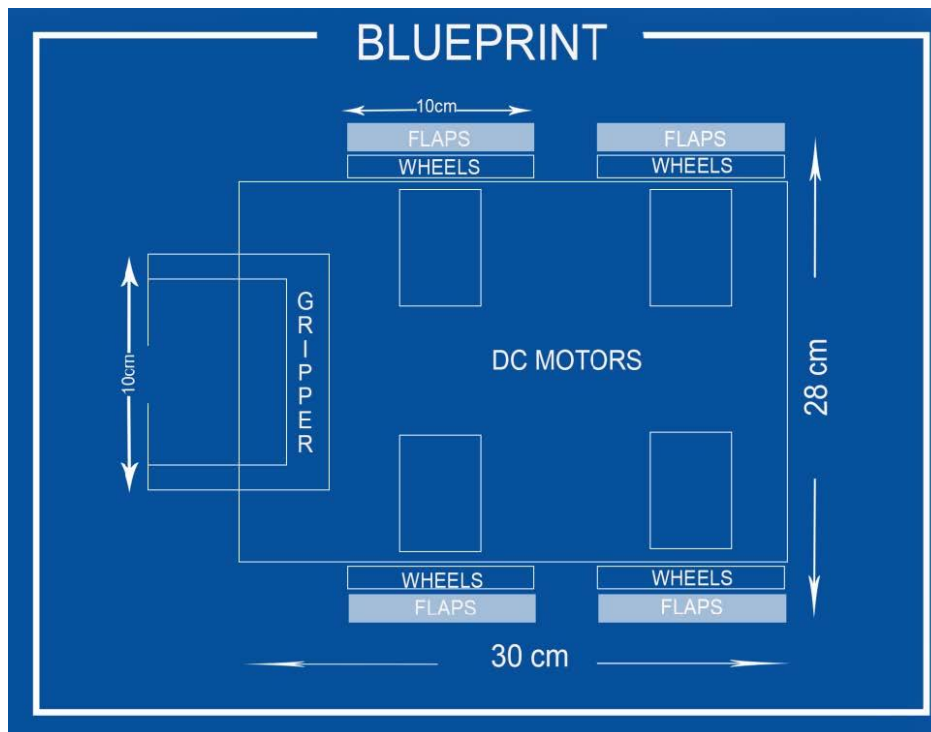 BLUEPRINT
10cm
FLAPS
FLAPS
WHEELS
WHEELS
GRIPPER
10cm
DC MOTORS
28 cm
WHEELS
WHEELS
FLAPS
FLAPS
30 cm